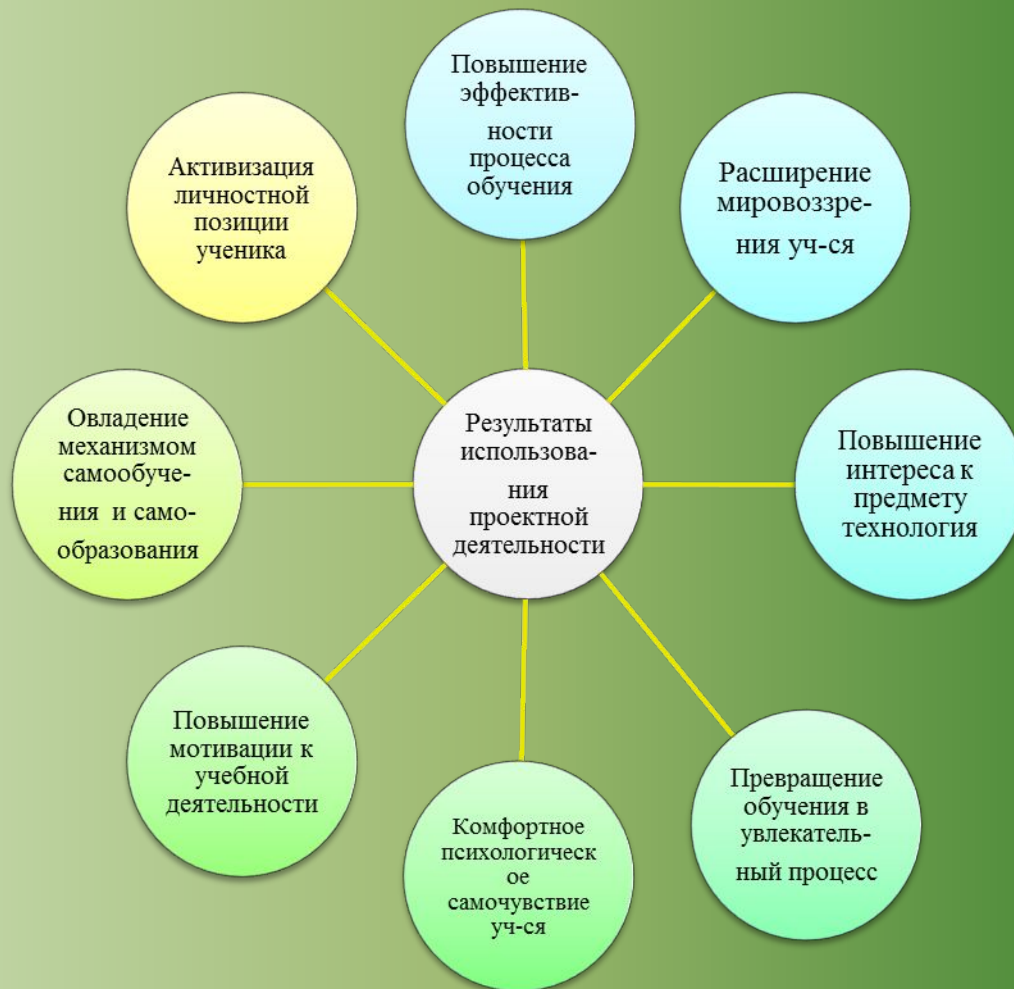 Повышение
эффектив-
ности
процесса
обучения
Активизация
личностной
позиции
ученика
Расширение
мировоззре-
ния уч-ся
Овладение
механизмом
самообуче-
ния и само-
образования
Результаты
использова-
ния
проектной
деятельности
Повышение
интереса к
предмету
технология
Повышение
мотивации к
учебной
деятельности
Комфортное
психологическ
ое
самочувствие
уч-ся
Превращение
обучения в
увлекатель-
ный процесс